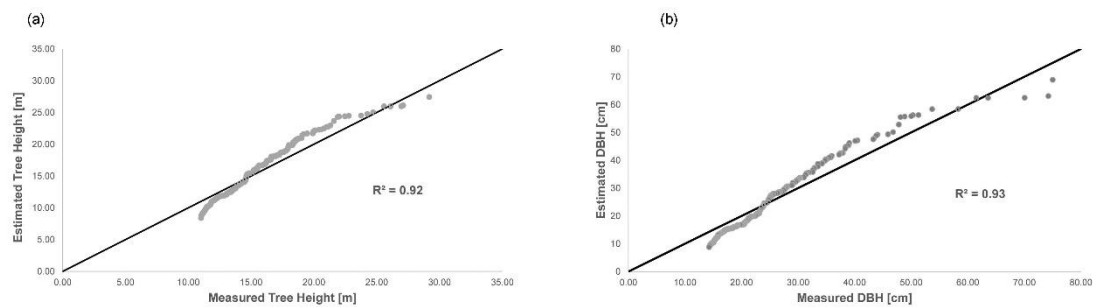 (a)
35.00
30.00
25.00
20.00
15.00
10.00
5.00
0.00
Estimated Tree Height [m]
R² = 0.92
0.00 5.00 10.00 15.00 20.00 25.00 30.00 35.00
Measured Tree Height [m]
(b)
80
70
60
50
40
30
20
10
0
Estimated DBH [cm]
R² = 0.93
0.00 10.00 20.00 30.00 40.00 50.00 60.00 70.00 80.00
Measured DBH [cm]